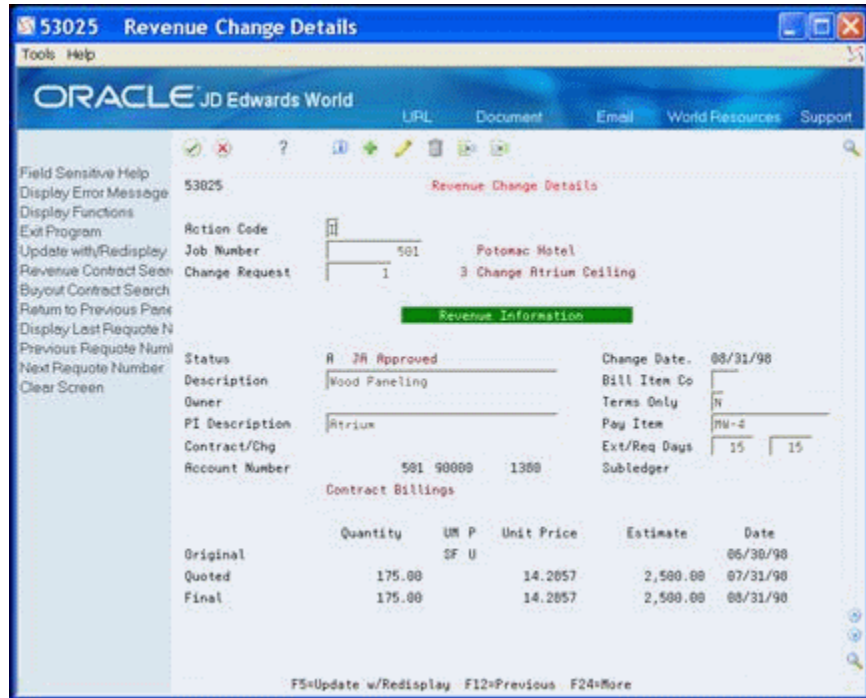 53025 Revenue Change Details
Tools Help
ORACLE JD Edwards World
URL Document Email World Resources Support
Field Sensitive Help
Display Error Message
Display Functions
Exit Program
Update with/Redisplay
Revenue Contract Sear
Buyout Contract Search
Return to Previous Pane
Display Last Requote N
Previous Requote Numl
Next Requote Number
Clear Screen
53025 Revenue Change Details
Action Code I
Job Number 501 Potomac Hotel
Change Request 1 3 Change Atrium Ceiling
Revenue Information
Status A JA Approved Change Date. 08/31/98
Description Wood Paneling Bill Item Co
Owner Terms Only N
PI Description Atrium Pay Item MW-4
Contract/Chg Ext/Req Days 15 15
Account Number 501 90000 1300 Subledger
Contract Billings
Quantity UM P Unit Price Estimate Date
Original SF U 06/30/98
Quoted 175.00 14.2857 2,500.00 07/31/98
Final 175.00 14.2857 2,500.00 08/31/98
F5=Update w/Redisplay F12=Previous F24=More